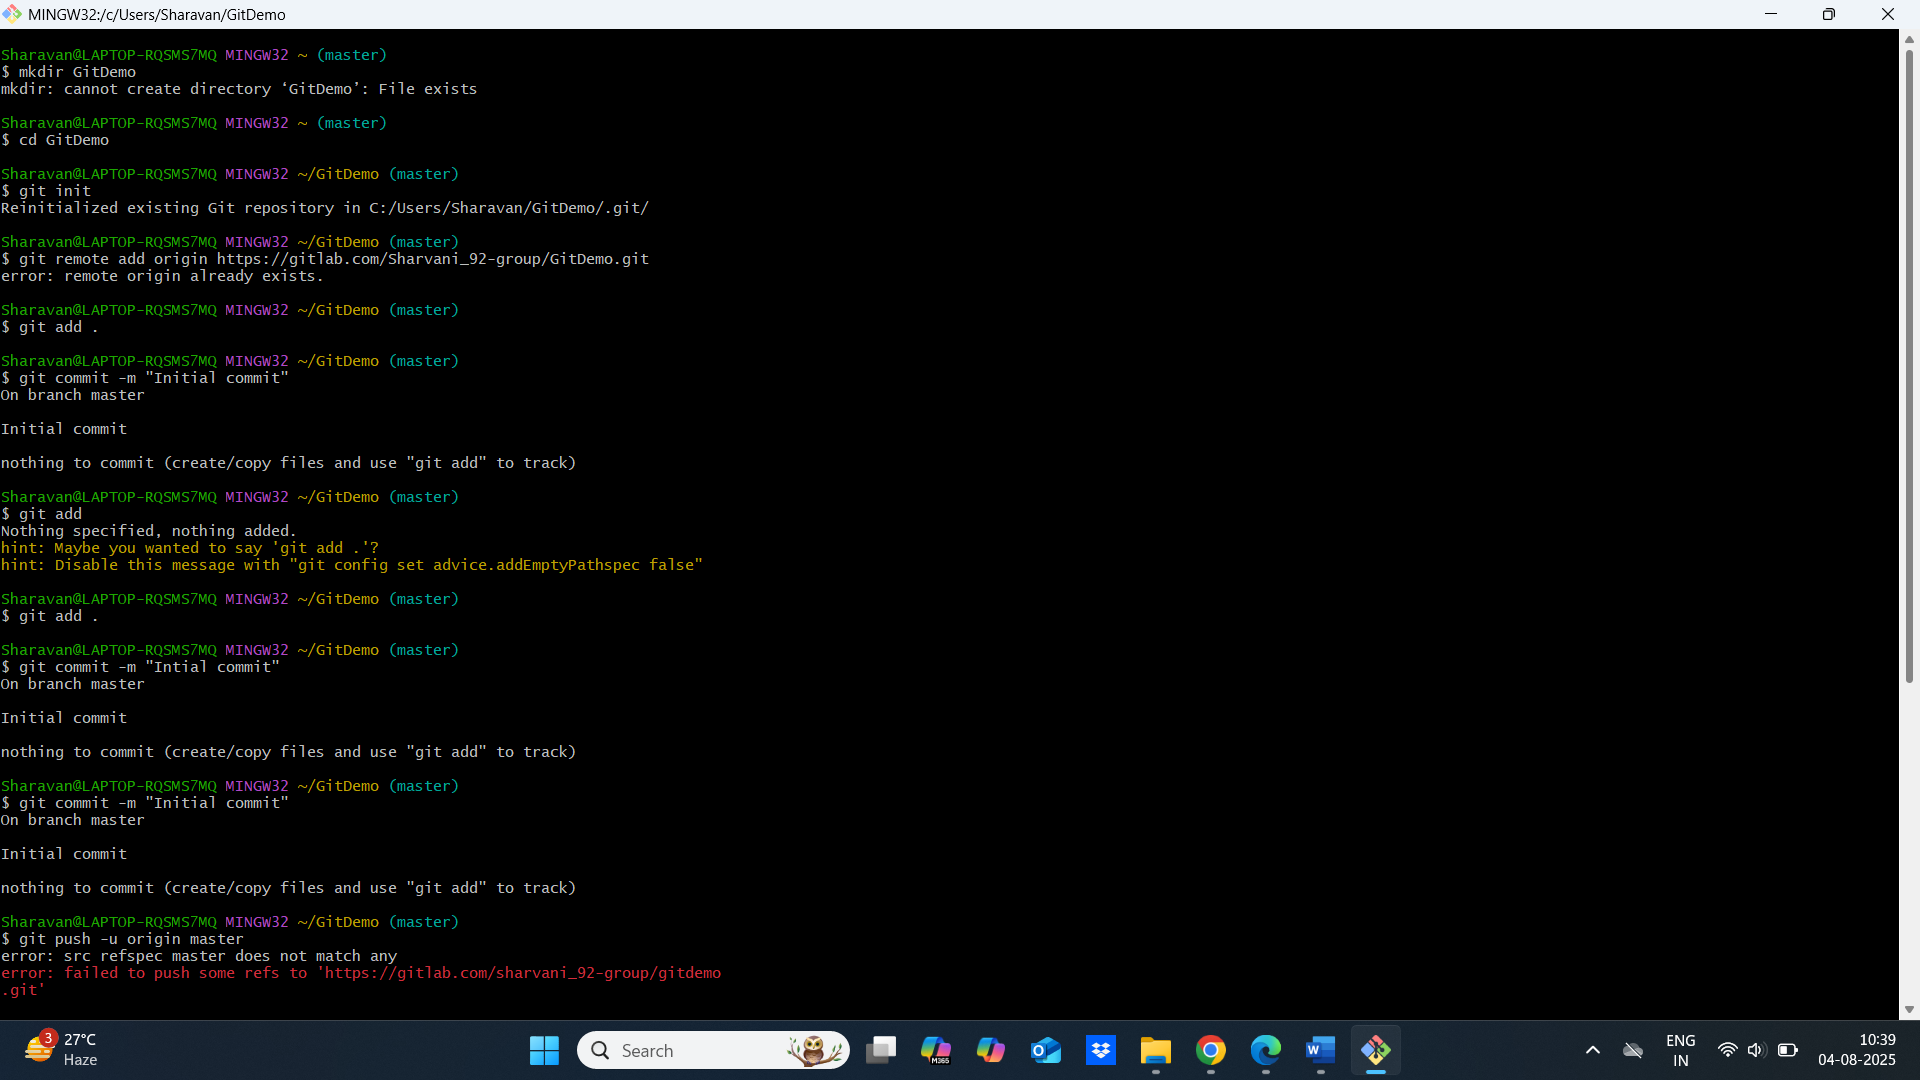 MINGW32:/c/Users/Sharavan/GitDemo
Sharavan@LAPTOP-RQSMS7MQ MINGW32 ~ (master)
$ mkdir GitDemo
mkdir: cannot create directory ‘GitDemo’: File exists
Sharavan@LAPTOP-RQSMS7MQ MINGW32 ~ (master)
$ cd GitDemo
Sharavan@LAPTOP-RQSMS7MQ MINGW32 ~/GitDemo (master)
$ git init
Reinitialized existing Git repository in C:/Users/Sharavan/GitDemo/.git/
Sharavan@LAPTOP-RQSMS7MQ MINGW32 ~/GitDemo (master)
$ git remote add origin https://gitlab.com/Sharvani_92-group/GitDemo.git
error: remote origin already exists.
Sharavan@LAPTOP-RQSMS7MQ MINGW32 ~/GitDemo (master)
$ git add .
Sharavan@LAPTOP-RQSMS7MQ MINGW32 ~/GitDemo (master)
$ git commit -m "Initial commit"
On branch master
Initial commit
nothing to commit (create/copy files and use "git add" to track)
Sharavan@LAPTOP-RQSMS7MQ MINGW32 ~/GitDemo (master)
$ git add
Nothing specified, nothing added.
hint: Maybe you wanted to say 'git add .'?
hint: Disable this message with "git config set advice.addEmptyPathspec false"
Sharavan@LAPTOP-RQSMS7MQ MINGW32 ~/GitDemo (master)
$ git add .
Sharavan@LAPTOP-RQSMS7MQ MINGW32 ~/GitDemo (master)
$ git commit -m "Intial commit"
On branch master
Initial commit
nothing to commit (create/copy files and use "git add" to track)
Sharavan@LAPTOP-RQSMS7MQ MINGW32 ~/GitDemo (master)
$ git commit -m "Initial commit"
On branch master
Initial commit
nothing to commit (create/copy files and use "git add" to track)
Sharavan@LAPTOP-RQSMS7MQ MINGW32 ~/GitDemo (master)
$ git push -u origin master
error: src refspec master does not match any
error: failed to push some refs to 'https://gitlab.com/sharvani_92-group/gitdemo
.git'
3
27°C
Haze
Search
M365
ENG
IN
10:39
04-08-2025